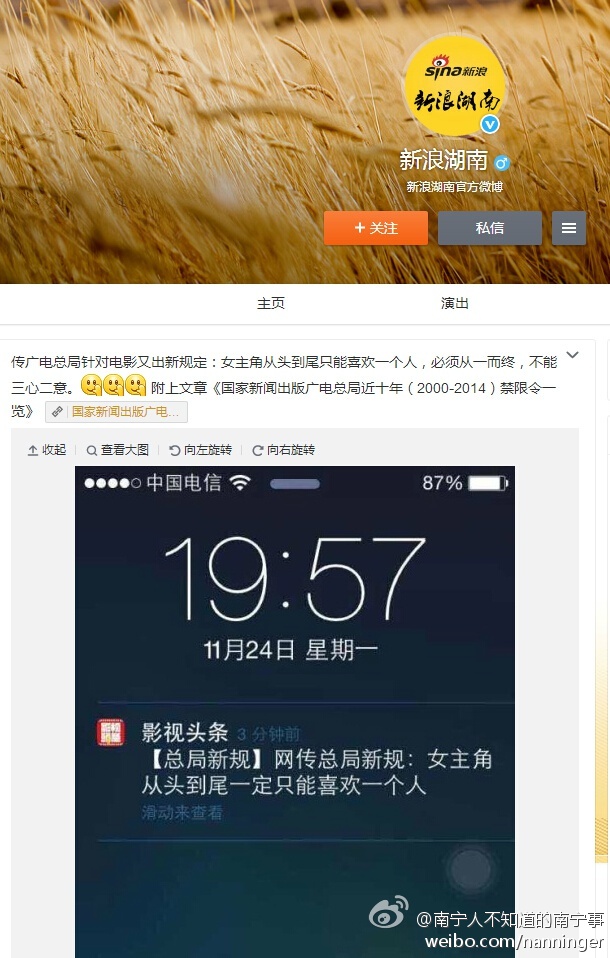 sina新浪
新浪湖南
新浪湖南
新浪湖南官方微博
+ 关注
私信
主页
演出
传广电总局针对电影又出新规定：女主角从头到尾只能喜欢一个人，必须从一而终，不能
三心二意。 附上文章《国家新闻出版广电总局近十年（2000-2014）禁限令一
览》 国家新闻出版广电...
收起 查看大图 向左旋转 向右旋转
中国电信 87%
19:57
11月24日 星期一
影视头条 3 分钟前
【总局新规】网传总局新规：女主角
从头到尾一定只能喜欢一个人
滑动来查看
@南宁人不知道的南宁事
weibo.com/nanninger